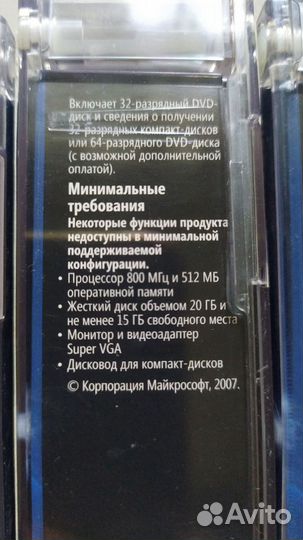 Включает 32-разрядный DVD-
диск и сведения о получении
32-разрядных компакт-дисков
или 64-разрядного DVD-диска
(с возможной дополнительной
оплатой).
Минимальные
требования
Некоторые функции продукта
недоступны в минимальной
поддерживаемой
конфигурации.
• Процессор 800 МГц и 512 МБ
оперативной памяти
• Жесткий диск объемом 20 ГБ и
не менее 15 ГБ свободного места
• Монитор и видеоадаптер
Super VGA
• Дисковод для компакт-дисков
© Корпорация Майкрософт, 2007.
Avito